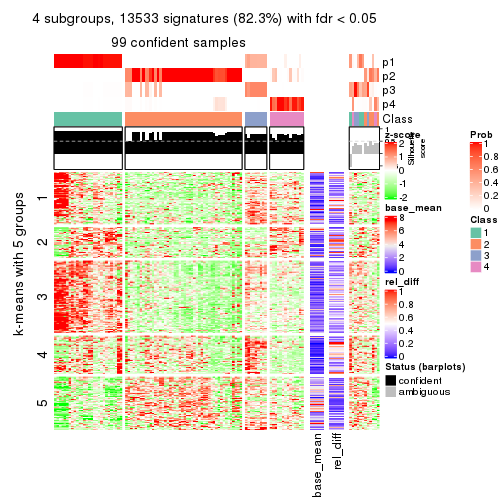 4 subgroups, 13533 signatures (82.3%) with fdr < 0.05
99 confident samples
p1
p2
p3
p4
Class
Silhouette
score
1
k-means with 5 groups
1
2
3
4
5
base_mean
rel_diff
z-score
2
1
0
-1
-2
base_mean
8
6
4
2
0
rel_diff
1
0.8
0.6
0.4
0.2
0
Status (barplots)
confident
ambiguous
Prob
1
0.8
0.6
0.4
0.2
0
Class
1
2
3
4